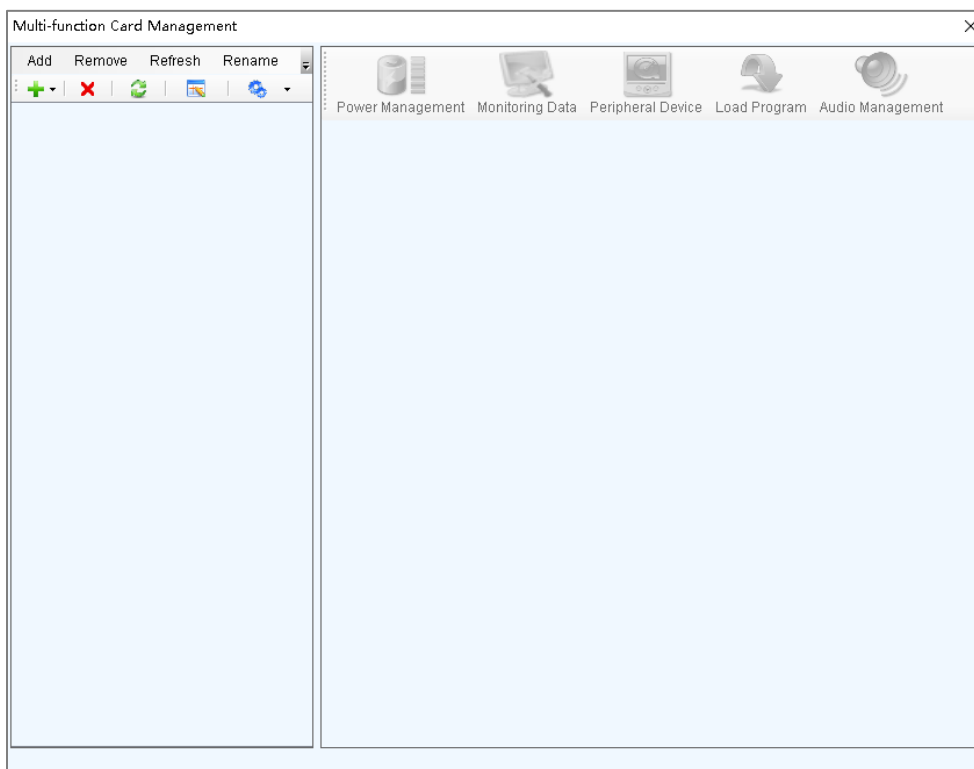 Multi-function Card Management
Add Remove Refresh Rename
Power Management Monitoring Data Peripheral Device Load Program Audio Management